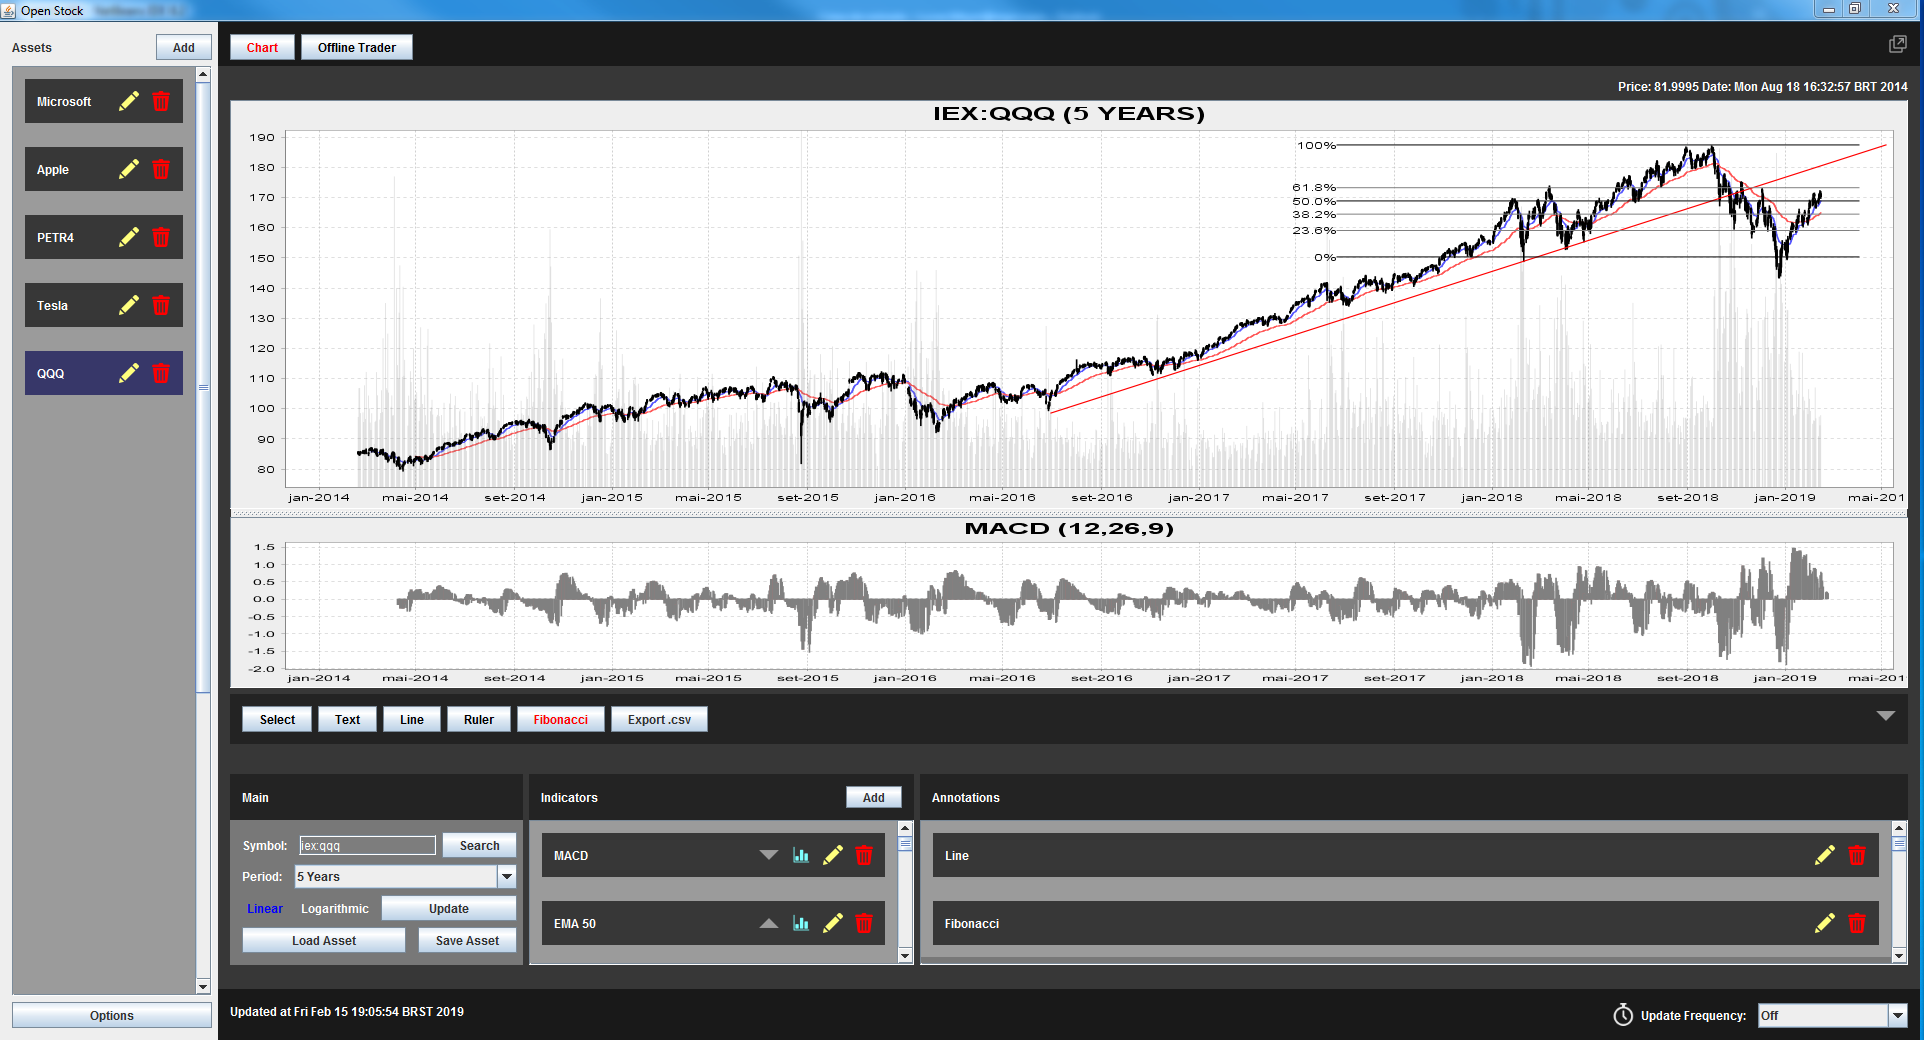 Open Stock
Assets
Add
Microsoft
Apple
PETR4
Tesla
QQQ
Options
Chart
Offline Trader
Price: 81.9995 Date: Mon Aug 18 16:32:57 BRT 2014
IEX:QQQ (5 YEARS)
190
180
170
160
150
140
130
120
110
100
90
80
100%
61.8%
50.0%
38.2%
23.6%
0%
jan-2014 mai-2014 set-2014 jan-2015 mai-2015 set-2015 jan-2016 mai-2016 set-2016 jan-2017 mai-2017 set-2017 jan-2018 mai-2018 set-2018 jan-2019 mai-201
MACD (12,26,9)
1.5
1.0
0.5
0.0
-0.5
-1.0
-1.5
-2.0
jan-2014 mai-2014 set-2014 jan-2015 mai-2015 set-2015 jan-2016 mai-2016 set-2016 jan-2017 mai-2017 set-2017 jan-2018 mai-2018 set-2018 jan-2019 mai-201
Select Text Line Ruler Fibonacci Export .csv
Main
Symbol: iex:qqq Search
Period: 5 Years
Linear Logarithmic Update
Load Asset Save Asset
Indicators Add
MACD
EMA 50
Annotations
Line
Fibonacci
Updated at Fri Feb 15 19:05:54 BRST 2019
Update Frequency: Off